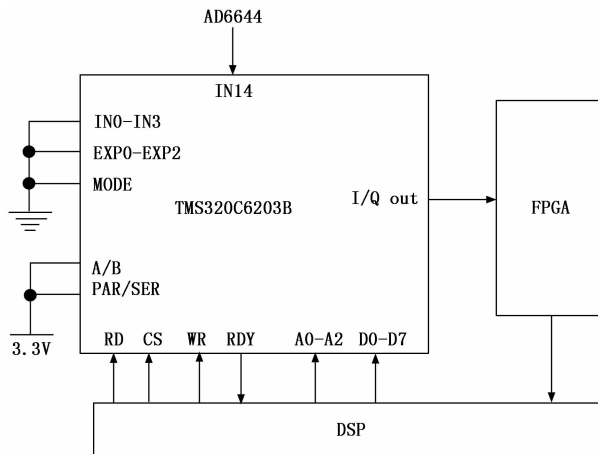 AD6644
IN14
IN0-IN3
EXP0-EXP2
MODE
TMS320C6203B
I/Q out
FPGA
A/B
PAR/SER
3.3V
RD CS WR RDY A0-A2 D0-D7
DSP